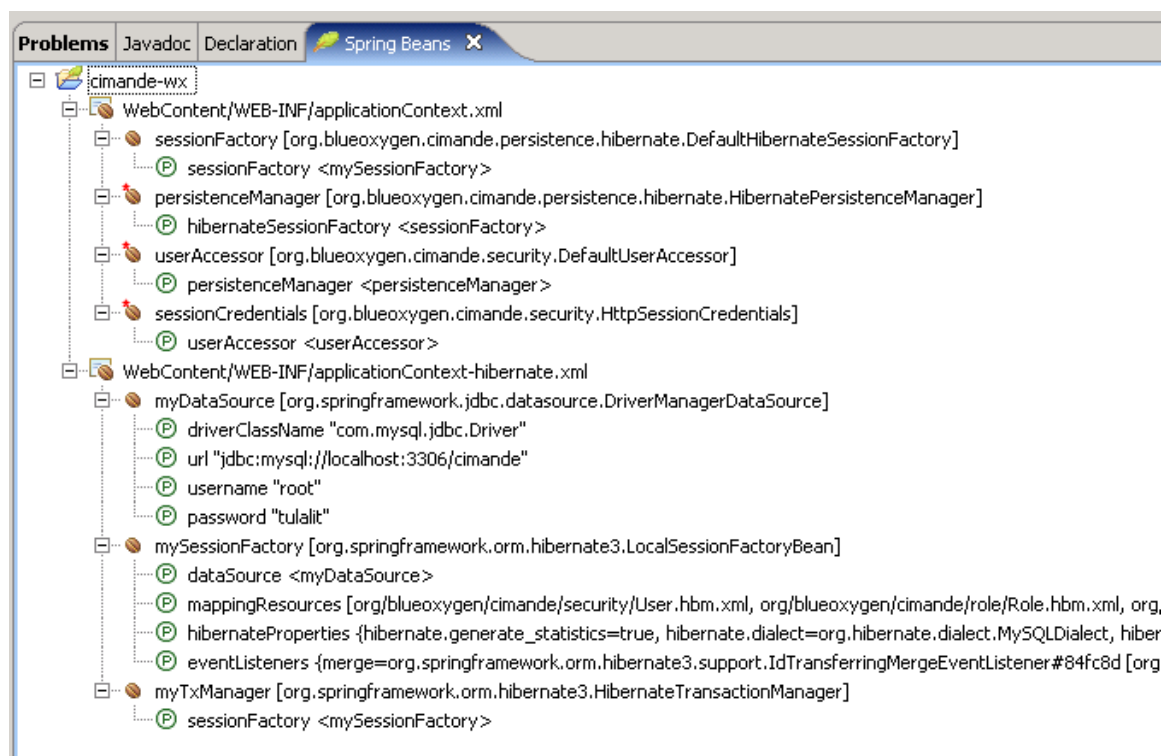 Problems Javadoc Declaration Spring Beans
cimande-wx
WebContent/WEB-INF/applicationContext.xml
sessionFactory [org.blueoxygen.cimande.persistence.hibernate.DefaultHibernateSessionFactory]
P sessionFactory <mySessionFactory>
persistenceManager [org.blueoxygen.cimande.persistence.hibernate.HibernatePersistenceManager]
P hibernateSessionFactory <sessionFactory>
userAccessor [org.blueoxygen.cimande.security.DefaultUserAccessor]
P persistenceManager <persistenceManager>
sessionCredentials [org.blueoxygen.cimande.security.HttpSessionCredentials]
P userAccessor <userAccessor>
WebContent/WEB-INF/applicationContext-hibernate.xml
myDataSource [org.springframework.jdbc.datasource.DriverManagerDataSource]
P driverClassName "com.mysql.jdbc.Driver"
P url "jdbc:mysql://localhost:3306/cimande"
P username "root"
P password "tulalit"
mySessionFactory [org.springframework.orm.hibernate3.LocalSessionFactoryBean]
P dataSource <myDataSource>
P mappingResources [org/blueoxygen/cimande/security/User.hbm.xml, org/blueoxygen/cimande/role/Role.hbm.xml, org,
P hibernateProperties {hibernate.generate_statistics=true, hibernate.dialect=org.hibernate.dialect.MySQLDialect, hiber
P eventListeners {merge=org.springframework.orm.hibernate3.support.IdTransferringMergeEventListener#84fc8d [org
myTxManager [org.springframework.orm.hibernate3.HibernateTransactionManager]
P sessionFactory <mySessionFactory>